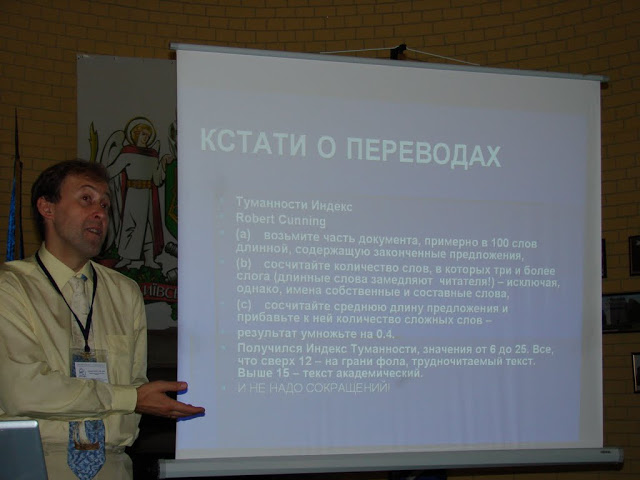 КСТАТИ О ПЕРЕВОДАХ
Туманности Индекс
Robert Cunning
(a) возьмите часть документа, примерно в 100 слов
длинной, содержащую законченные предложения,
(b) сосчитайте количество слов, в которых три и более
слога (длинные слова замедляют читателя!) – исключая,
однако, имена собственные и составные слова,
(c) сосчитайте среднюю длину предложения и
прибавьте к ней количество сложных слов –
результат умножьте на 0.4.
Получился Индекс Туманности, значения от 6 до 25. Все,
что сверх 12 – на грани фола, трудночитаемый текст.
Выше 15 – текст академический.
И НЕ НАДО СОКРАЩЕНИЙ!